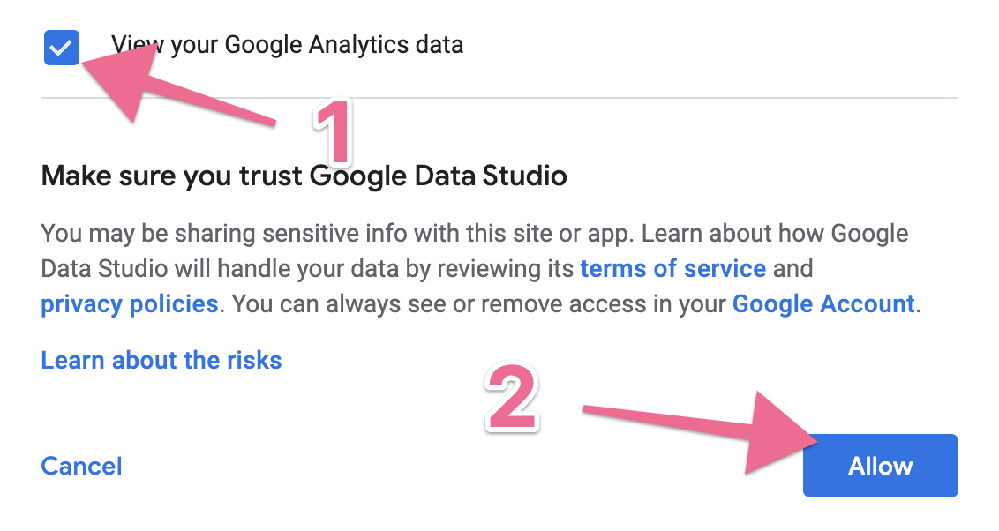 View your Google Analytics data
1
Make sure you trust Google Data Studio
You may be sharing sensitive info with this site or app. Learn about how Google
Data Studio will handle your data by reviewing its terms of service and
privacy policies. You can always see or remove access in your Google Account.
Learn about the risks
2
Cancel
Allow